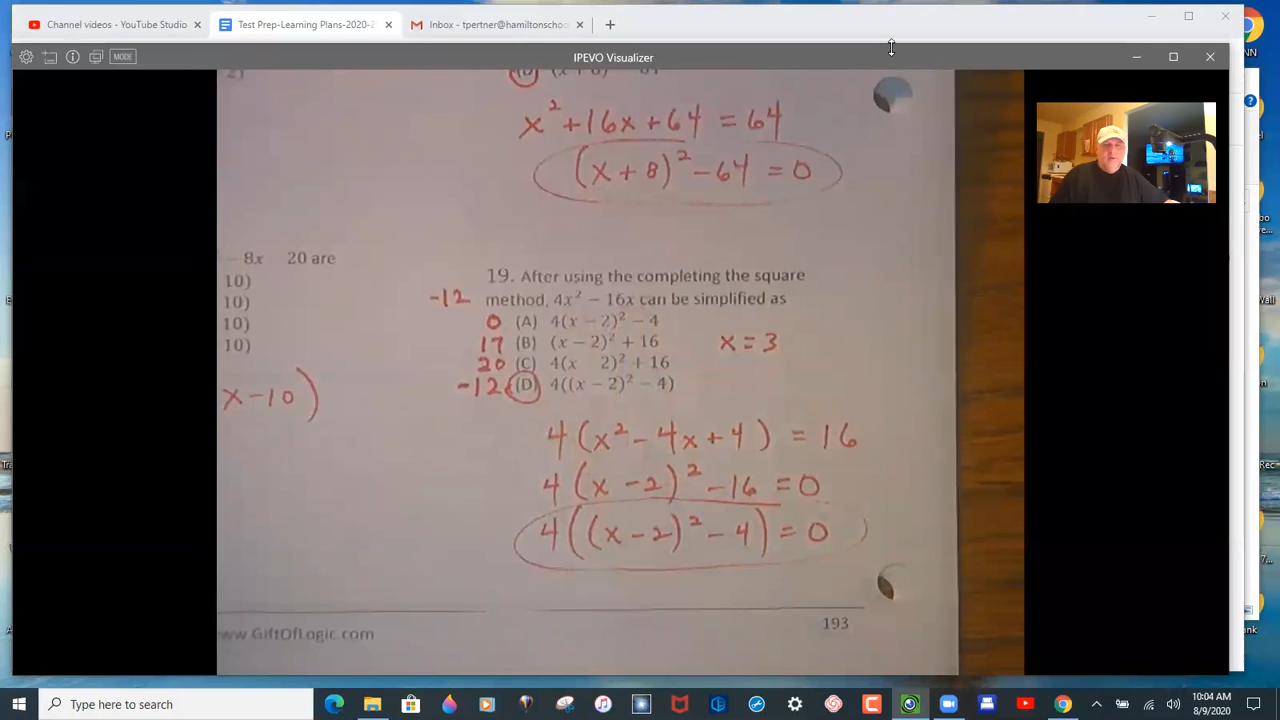 Channel videos - YouTube Studio
Test Prep-Learning Plans-2020-2
Inbox - tpertner@hamiltonschoo
MODE
IPEVO Visualizer
x² +16x+64 = 64
(x+8)² -64 = 0
- 8x 20 are
10)
10)
10)
10)
x-10)
19. After using the completing the square
-12 method, 4x² - 16x can be simplified as
0 (A) 4(x - 2)² - 4
17 (B) (x - 2)² + 16 x = 3
20 (C) 4(x 2)² + 16
-12 (D) 4((x - 2)² - 4)
4(x² - 4x + 4) = 16
4(x - 2)² - 16 = 0
4((x - 2)² - 4) = 0
193
ww.GiftOfLogic.com
Type here to search
10:04 AM
8/9/2020